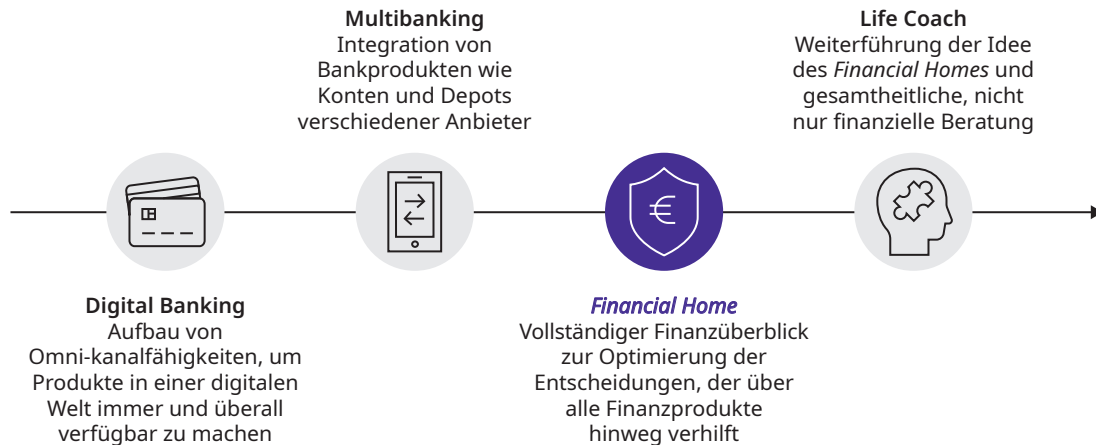 Multibanking
Integration von
Bankprodukten wie
Konten und Depots
verschiedener Anbieter
Life Coach
Weiterführung der Idee
des Financial Homes und
gesamtheitliche, nicht
nur finanzielle Beratung
€
Digital Banking
Aufbau von
Omni-kanalfähigkeiten, um
Produkte in einer digitalen
Welt immer und überall
verfügbar zu machen
Financial Home
Vollständiger Finanzüberblick
zur Optimierung der
Entscheidungen, der über
alle Finanzprodukte
hinweg verhilft